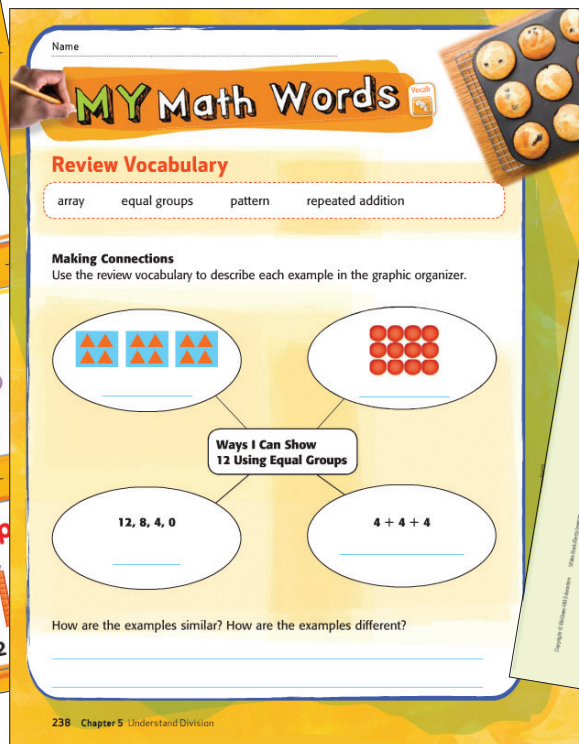 Name
MY Math Words
Vocab
abc
Review Vocabulary
array equal groups pattern repeated addition
Making Connections
Use the review vocabulary to describe each example in the graphic organizer.
Ways I Can Show
12 Using Equal Groups
12, 8, 4, 0
4 + 4 + 4
How are the examples similar? How are the examples different?
238 Chapter 5 Understand Division